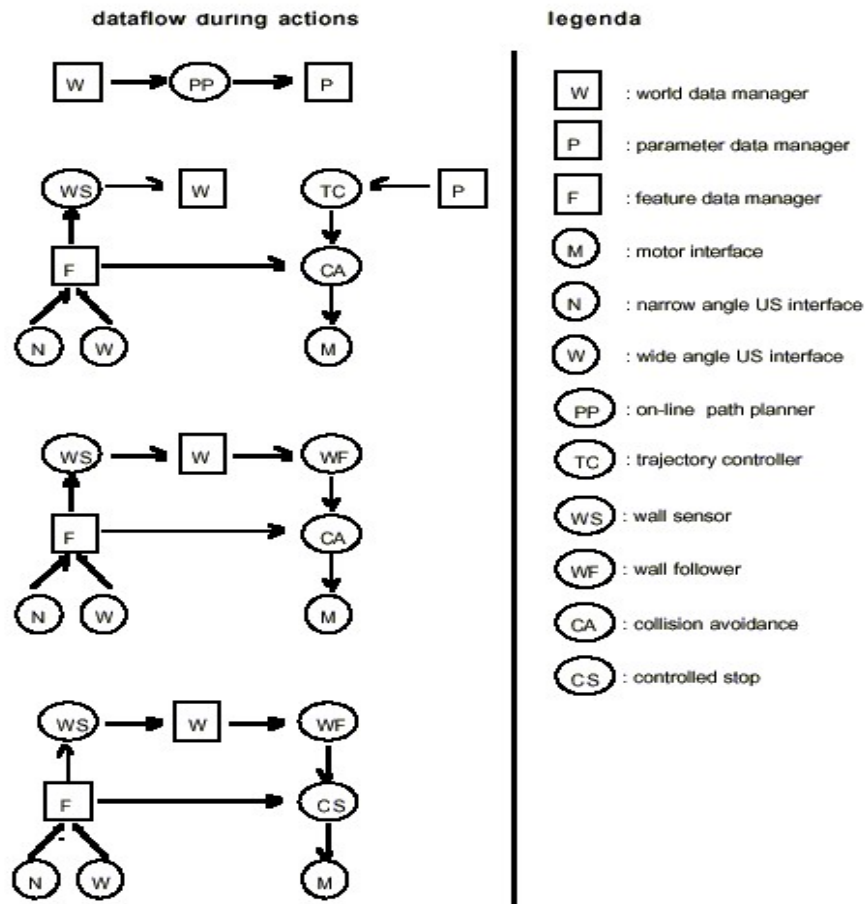 dataflow during actions
W PP P
WS W TC P
F CA
N W M
WS W WF
F CA
N W M
WS W WF
F CS
N W M
legenda
W : world data manager
P : parameter data manager
F : feature data manager
M : motor interface
N : narrow angle US interface
W : wide angle US interface
PP : on-line path planner
TC : trajectory controller
WS : wall sensor
WF : wall follower
CA : collision avoidance
CS : controlled stop